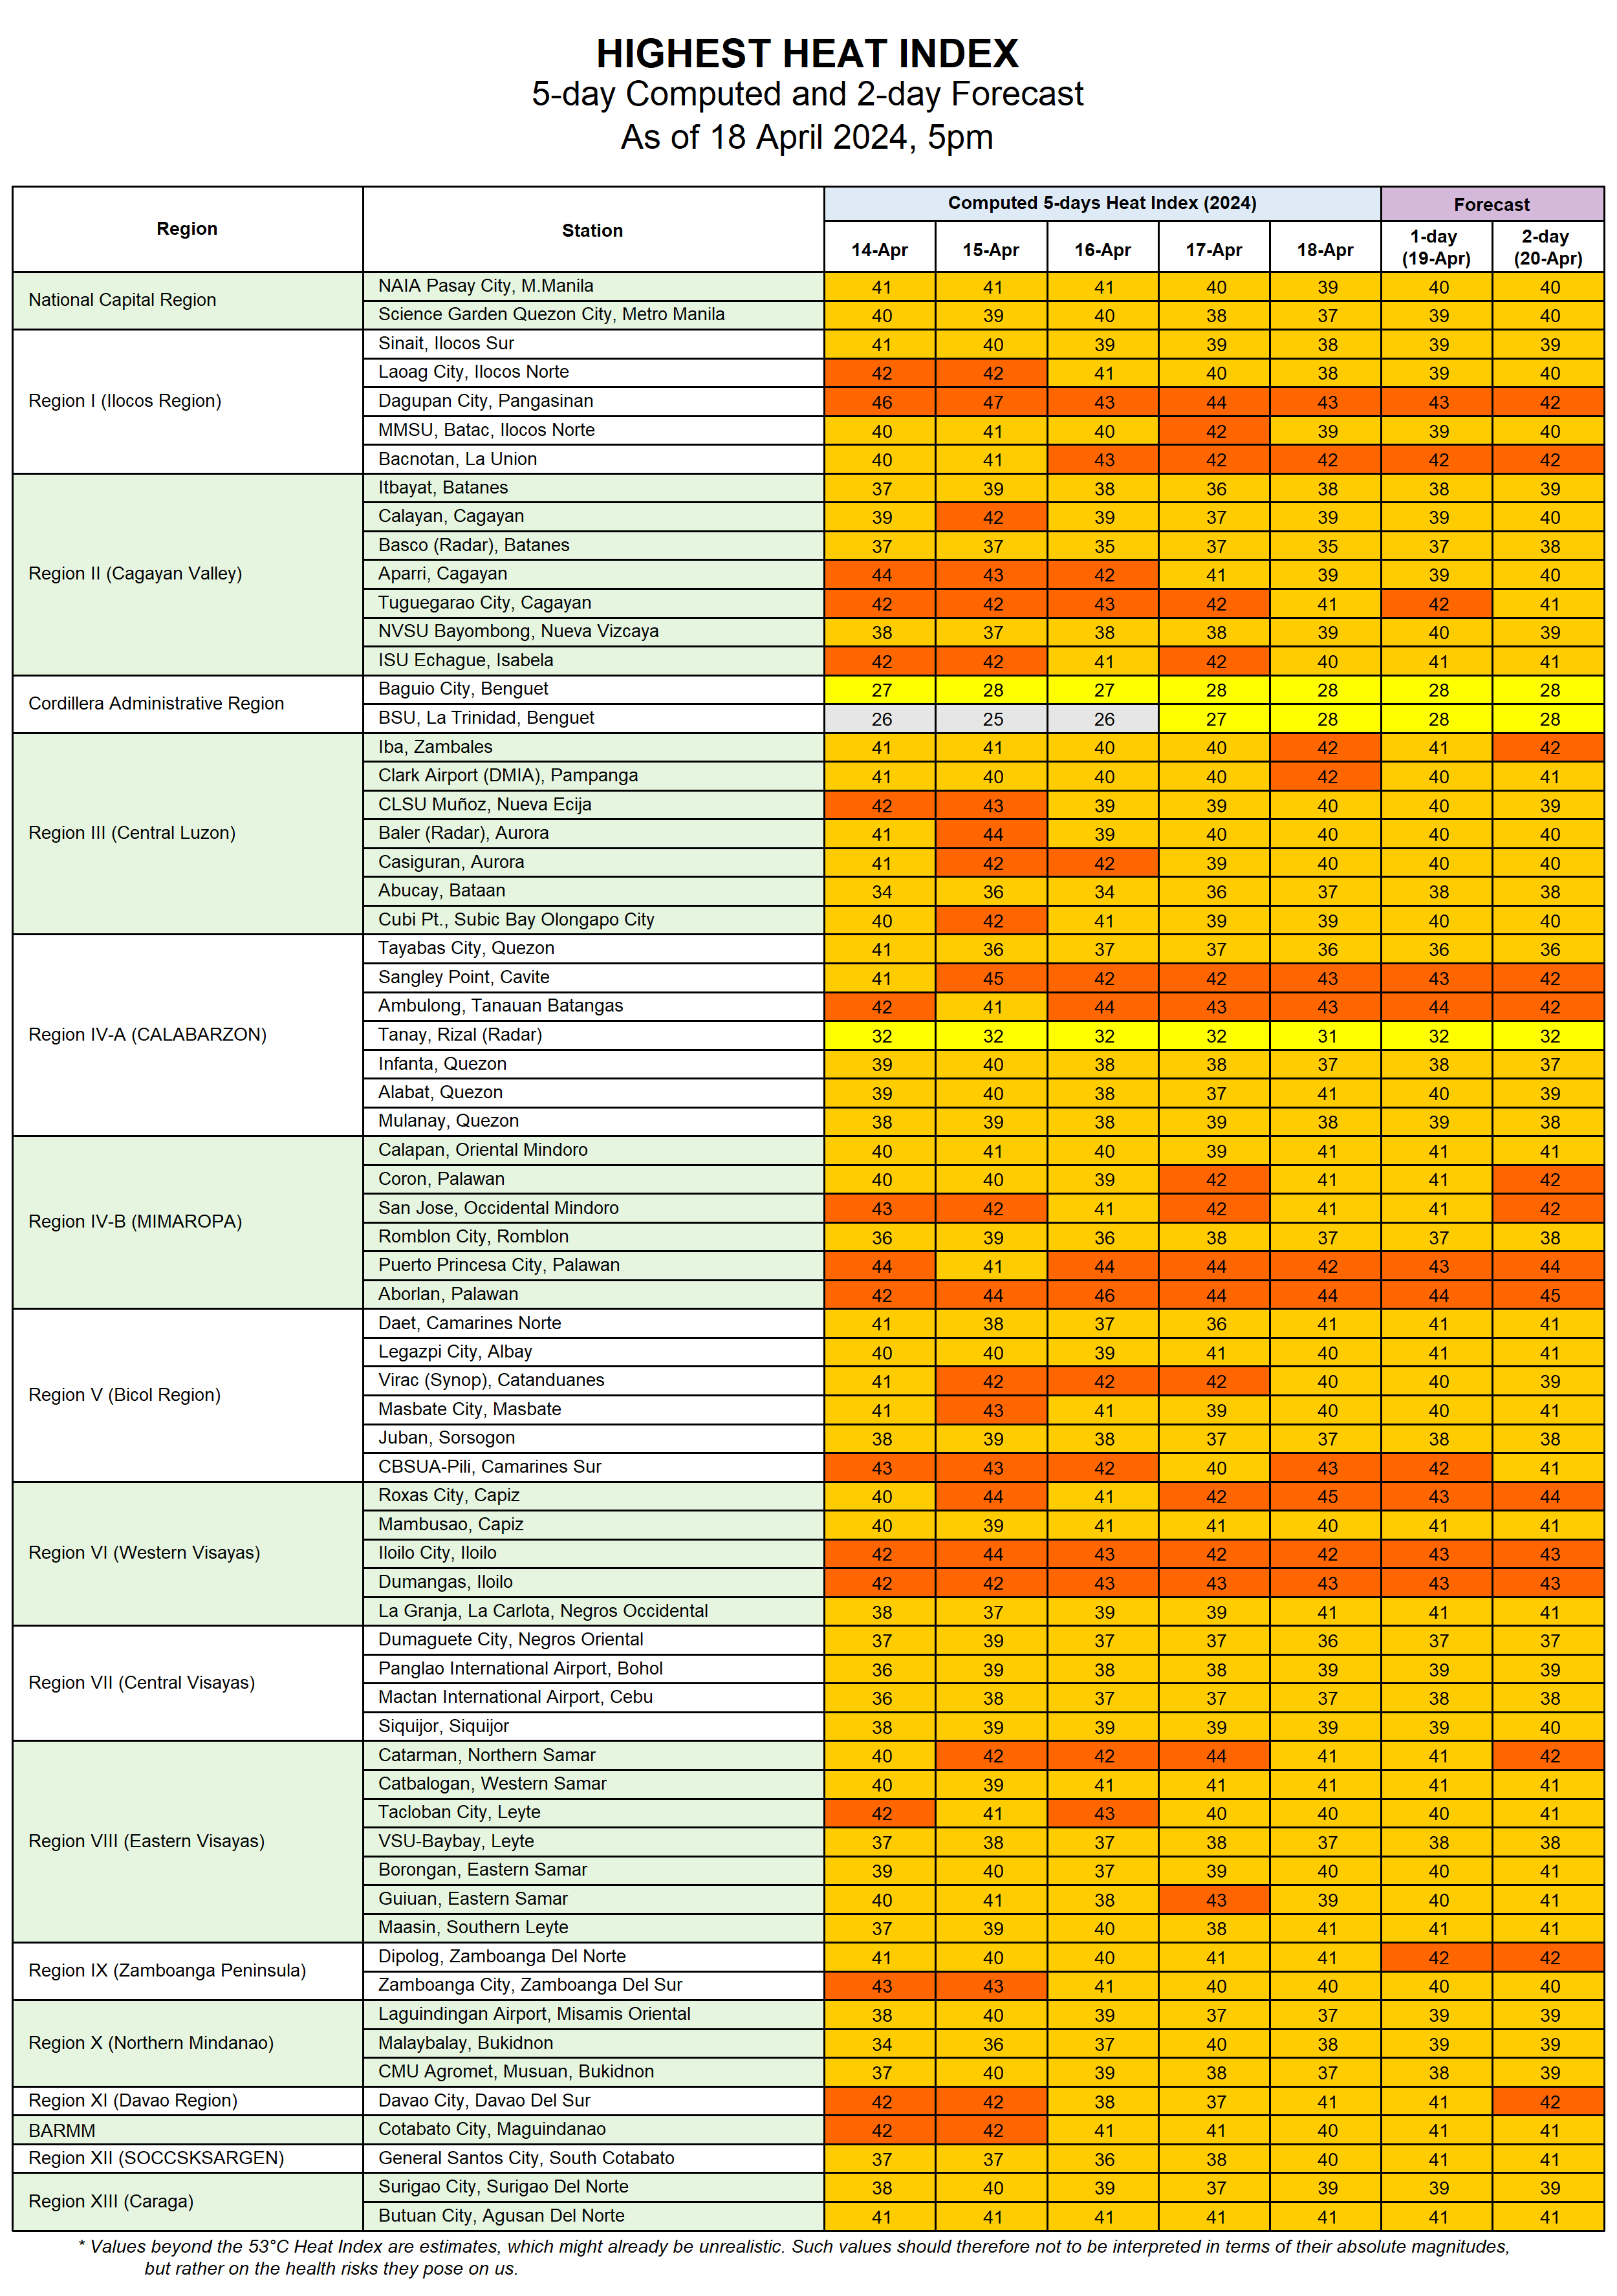 HIGHEST HEAT INDEX
5-day Computed and 2-day Forecast
As of 18 April 2024, 5pm
Region Station Computed 5-days Heat Index (2024) Forecast
14-Apr 15-Apr 16-Apr 17-Apr 18-Apr 1-day (19-Apr) 2-day (20-Apr)
National Capital Region
NAIA Pasay City, M.Manila 41 41 41 40 39 40 40
Science Garden Quezon City, Metro Manila 40 39 40 38 37 39 40
Region I (Ilocos Region)
Sinait, Ilocos Sur 41 40 39 39 38 39 39
Laoag City, Ilocos Norte 42 42 41 40 38 39 40
Dagupan City, Pangasinan 46 47 43 44 43 43 42
MMSU, Batac, Ilocos Norte 40 41 40 42 39 39 40
Bacnotan, La Union 40 41 43 42 42 42 42
Region II (Cagayan Valley)
Itbayat, Batanes 37 39 38 36 38 38 39
Calayan, Cagayan 39 42 39 37 39 39 40
Basco (Radar), Batanes 37 37 35 37 35 37 38
Aparri, Cagayan 44 43 42 41 39 39 40
Tuguegarao City, Cagayan 42 42 43 42 41 42 41
NVSU Bayombong, Nueva Vizcaya 38 37 38 38 39 40 39
ISU Echague, Isabela 42 42 41 42 40 41 41
Cordillera Administrative Region
Baguio City, Benguet 27 28 27 28 28 28 28
BSU, La Trinidad, Benguet 26 25 26 27 28 28 28
Region III (Central Luzon)
Iba, Zambales 41 41 40 40 42 41 42
Clark Airport (DMIA), Pampanga 41 40 40 40 42 40 41
CLSU Muñoz, Nueva Ecija 42 43 39 39 40 40 39
Baler (Radar), Aurora 41 44 39 40 40 40 40
Casiguran, Aurora 41 42 42 39 40 40 40
Abucay, Bataan 34 36 34 36 37 38 38
Cubi Pt., Subic Bay Olongapo City 40 42 41 39 39 40 40
Region IV-A (CALABARZON)
Tayabas City, Quezon 41 36 37 37 36 36 36
Sangley Point, Cavite 41 45 42 42 43 43 42
Ambulong, Tanauan Batangas 42 41 44 43 43 44 42
Tanay, Rizal (Radar) 32 32 32 32 31 32 32
Infanta, Quezon 39 40 38 38 37 38 37
Alabat, Quezon 39 40 38 37 41 40 39
Mulanay, Quezon 38 39 38 39 38 39 38
Region IV-B (MIMAROPA)
Calapan, Oriental Mindoro 40 41 40 39 41 41 41
Coron, Palawan 40 40 39 42 41 41 42
San Jose, Occidental Mindoro 43 42 41 42 41 41 42
Romblon City, Romblon 36 39 36 38 37 37 38
Puerto Princesa City, Palawan 44 41 44 44 42 43 44
Aborlan, Palawan 42 44 46 44 44 44 45
Region V (Bicol Region)
Daet, Camarines Norte 41 38 37 36 41 41 41
Legazpi City, Albay 40 40 39 41 40 41 41
Virac (Synop), Catanduanes 41 42 42 42 40 40 39
Masbate City, Masbate 41 43 41 39 40 40 41
Juban, Sorsogon 38 39 38 37 37 38 38
CBSUA-Pili, Camarines Sur 43 43 42 40 43 42 41
Region VI (Western Visayas)
Roxas City, Capiz 40 44 41 42 45 43 44
Mambusao, Capiz 40 39 41 41 40 41 41
Iloilo City, Iloilo 42 44 43 42 42 43 43
Dumangas, Iloilo 42 42 43 43 43 43 43
La Granja, La Carlota, Negros Occidental 38 37 39 39 41 41 41
Region VII (Central Visayas)
Dumaguete City, Negros Oriental 37 39 37 37 36 37 37
Panglao International Airport, Bohol 36 39 38 38 39 39 39
Mactan International Airport, Cebu 36 38 37 37 37 38 38
Siquijor, Siquijor 38 39 39 39 39 39 40
Region VIII (Eastern Visayas)
Catarman, Northern Samar 40 42 42 44 41 41 42
Catbalogan, Western Samar 40 39 41 41 41 41 41
Tacloban City, Leyte 42 41 43 40 40 40 41
VSU-Baybay, Leyte 37 38 37 38 37 38 38
Borongan, Eastern Samar 39 40 37 39 40 40 41
Guiuan, Eastern Samar 40 41 38 43 39 40 41
Maasin, Southern Leyte 37 39 40 38 41 41 41
Region IX (Zamboanga Peninsula)
Dipolog, Zamboanga Del Norte 41 40 40 41 41 42 42
Zamboanga City, Zamboanga Del Sur 43 43 41 40 40 40 40
Region X (Northern Mindanao)
Laguindingan Airport, Misamis Oriental 38 40 39 37 37 39 39
Malaybalay, Bukidnon 34 36 37 40 38 39 39
CMU Agromet, Musuan, Bukidnon 37 40 39 38 37 38 39
Region XI (Davao Region)
Davao City, Davao Del Sur 42 42 38 37 41 41 42
BARMM
Cotabato City, Maguindanao 42 42 41 41 40 41 41
Region XII (SOCCSKSARGEN)
General Santos City, South Cotabato 37 37 36 38 40 41 41
Region XIII (Caraga)
Surigao City, Surigao Del Norte 38 40 39 37 39 39 39
Butuan City, Agusan Del Norte 41 41 41 41 41 41 41
* Values beyond the 53°C Heat Index are estimates, which might already be unrealistic. Such values should therefore not to be interpreted in terms of their absolute magnitudes,
but rather on the health risks they pose on us.